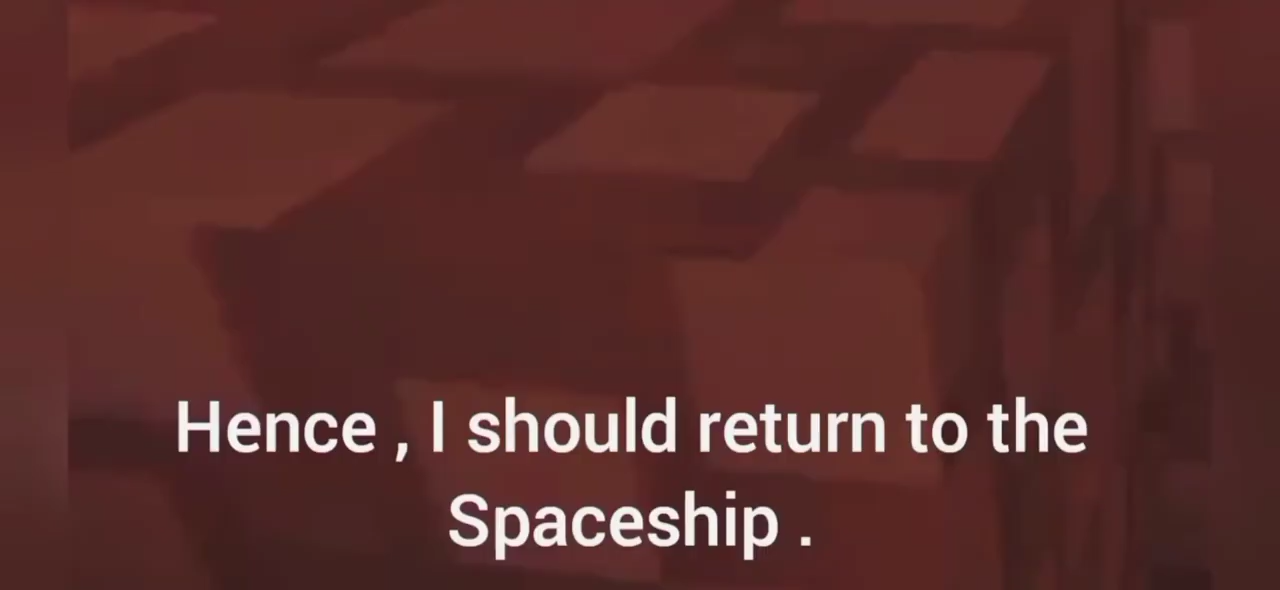 Hence , I should return to the
Spaceship .